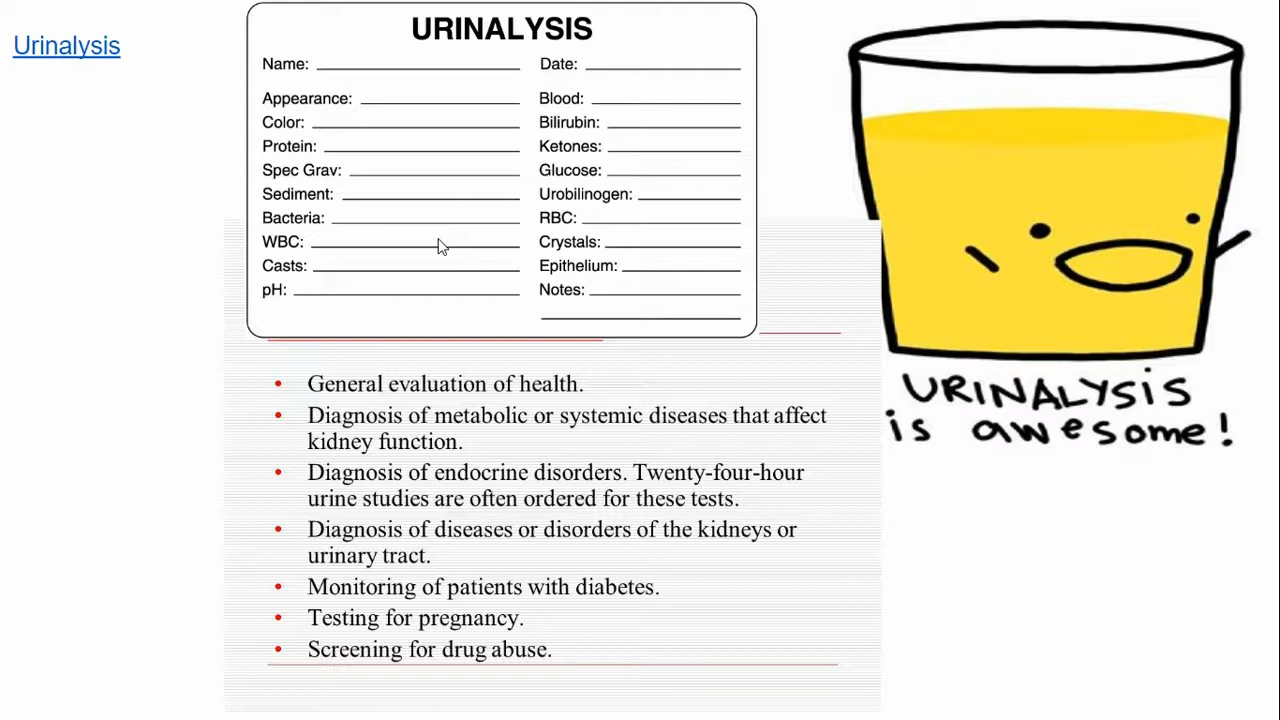 Urinalysis
URINALYSIS
Name: Date:
Appearance: Blood:
Color: Bilirubin:
Protein: Ketones:
Spec Grav: Glucose:
Sediment: Urobilinogen:
Bacteria: RBC:
WBC: Crystals:
Casts: Epithelium:
pH: Notes:
• General evaluation of health.
• Diagnosis of metabolic or systemic diseases that affect
kidney function.
• Diagnosis of endocrine disorders. Twenty-four-hour
urine studies are often ordered for these tests.
• Diagnosis of diseases or disorders of the kidneys or
urinary tract.
• Monitoring of patients with diabetes.
• Testing for pregnancy.
• Screening for drug abuse.
URINALYSiS
is awesome!